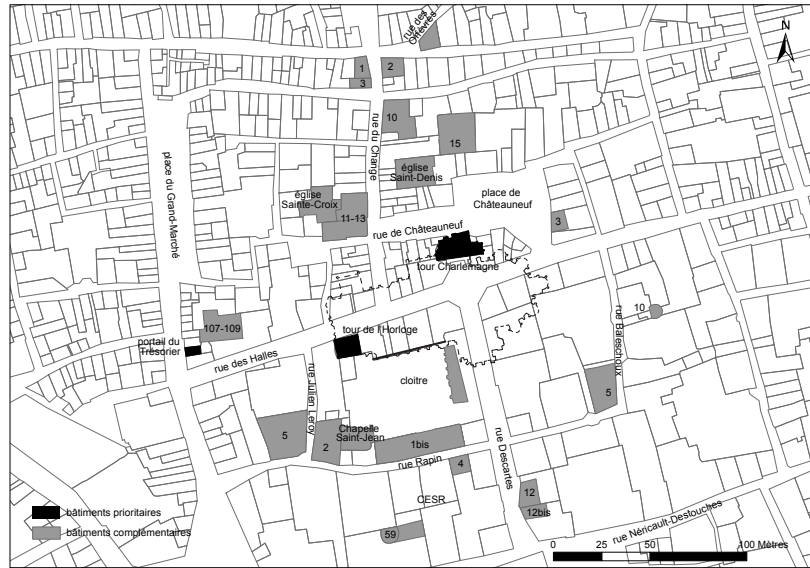 rue des
Orfèvres
N
1
2
3
rue du Change
10
15
place du Grand-Marché
église
Saint-Denis
église
Sainte-Croix
place de
Châteauneuf
11-13
3
rue de Châteauneuf
tour Charlemagne
10
107-109
tour de l'Horloge
rue Baleschoux
portail du
Trésorier
rue des Halles
rue Julien Leroy
cloître
5
5
Chapelle
Saint-Jean
2
1bis
rue Rapin
4
rue Descartes
CESR
12
12bis
59
rue Néricault-Destouches
bâtiments prioritaires
bâtiments complémentaires
0 25 50 100 Mètres